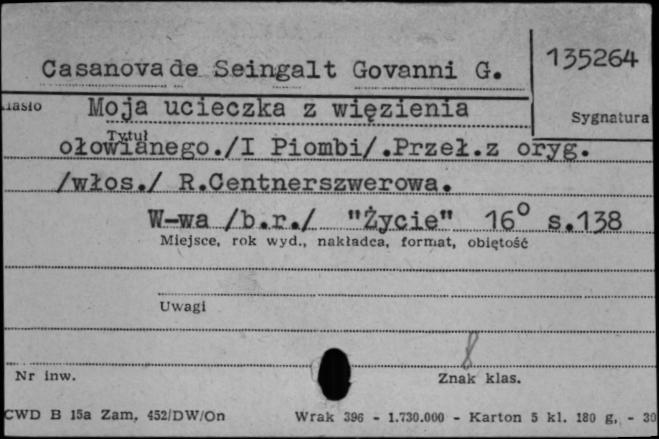 135264
Casanova de Seingalt Govanni G.
Hasło
Moja ucieczka z więzienia
Sygnatura
Tytuł
ołowianego./I Piombi/.Przeł.z oryg.
/włos./ R.Centnerszwerowa.
W-wa /b.r./ "Życie" 16° s.138
Miejsce, rok wyd., nakładca, format, objętość
Uwagi
8
Nr inw.
Znak klas.
CWD B 15a Zam, 452/DW/On Wrak 396 - 1.730.000 - Karton 5 kl. 180 g, - 30